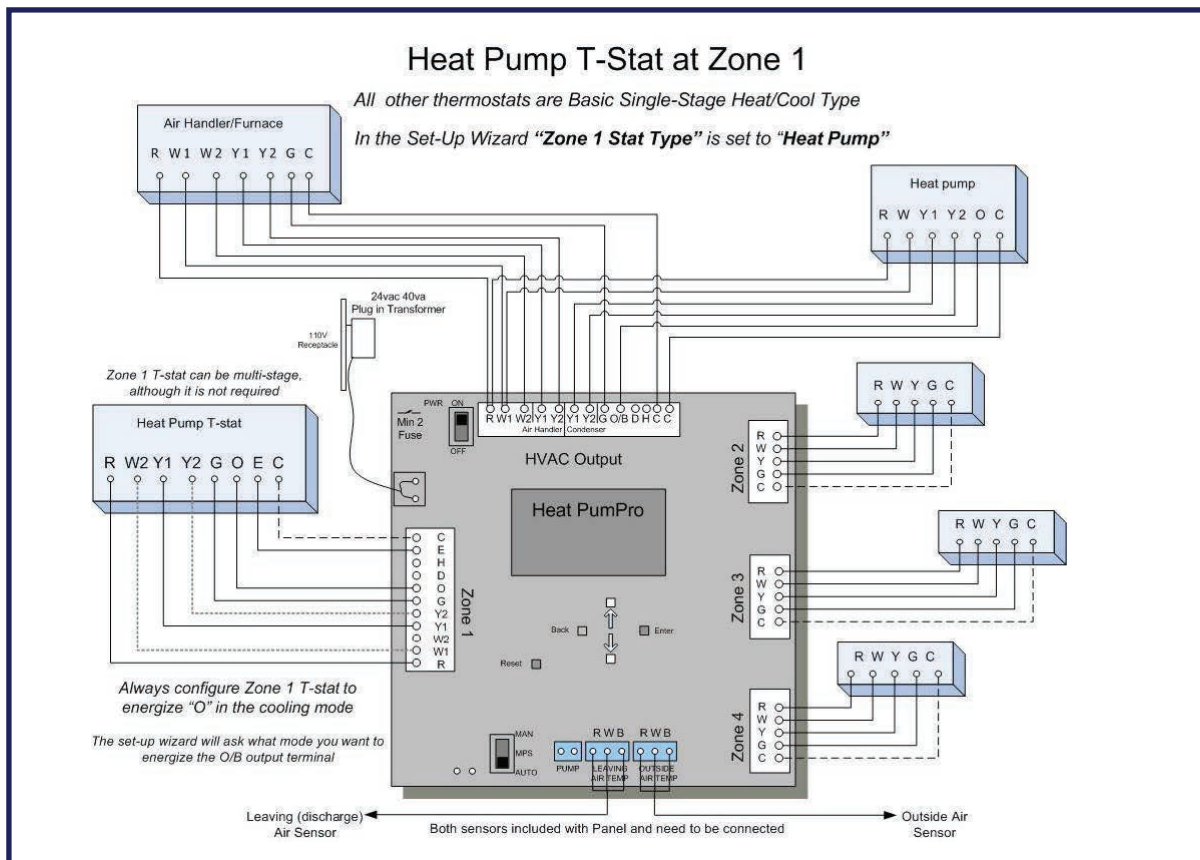 Heat Pump T-Stat at Zone 1
All other thermostats are Basic Single-Stage Heat/Cool Type
In the Set-Up Wizard “Zone 1 Stat Type” is set to “Heat Pump”
Air Handler/Furnace
R W1 W2 Y1 Y2 G C
Heat pump
R W Y1 Y2 O C
24vac 40va
Plug in Transformer
110V
Receptacle
Zone 1 T-stat can be multi-stage,
although it is not required
Heat Pump T-stat
R W2 Y1 Y2 G O E C
PWR ON
OFF
Min 2
Fuse
R W1 W2 Y1 Y2 Y1 Y2 G O/B D H C C
Air Handler Condenser
HVAC Output
Heat PumPro
Zone 1
C
E
H
D
O
G
Y2
Y1
W2
W1
R
Back
Enter
Reset
R W Y G C
Zone 2
R
W
Y
G
C
R W Y G C
Zone 3
R
W
Y
G
C
R W Y G C
Zone 4
R
W
Y
G
C
Always configure Zone 1 T-stat to
energize “O” in the cooling mode
The set-up wizard will ask what mode you want to
energize the O/B output terminal
MAN
MPS
AUTO
PUMP
R W B
LEAVING
AIR TEMP
R W B
OUTSIDE
AIR TEMP
Leaving (discharge)
Air Sensor
Both sensors included with Panel and need to be connected
Outside Air
Sensor